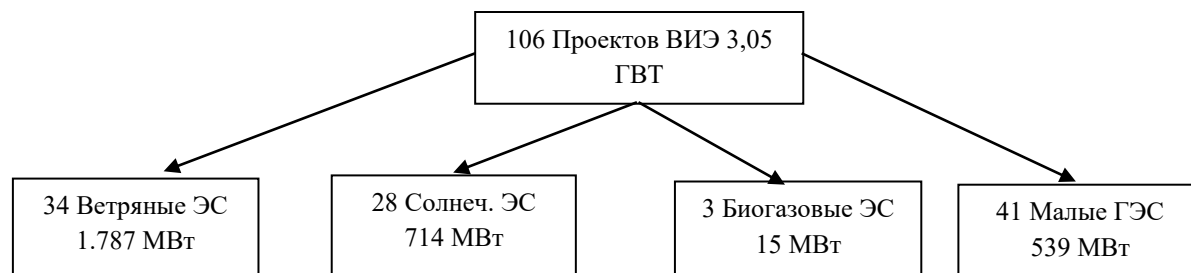 106 Проектов ВИЭ 3,05
ГВТ
34 Ветряные ЭС
1.787 МВт
28 Солнеч. ЭС
714 МВт
3 Биогазовые ЭС
15 МВт
41 Малые ГЭС
539 МВт